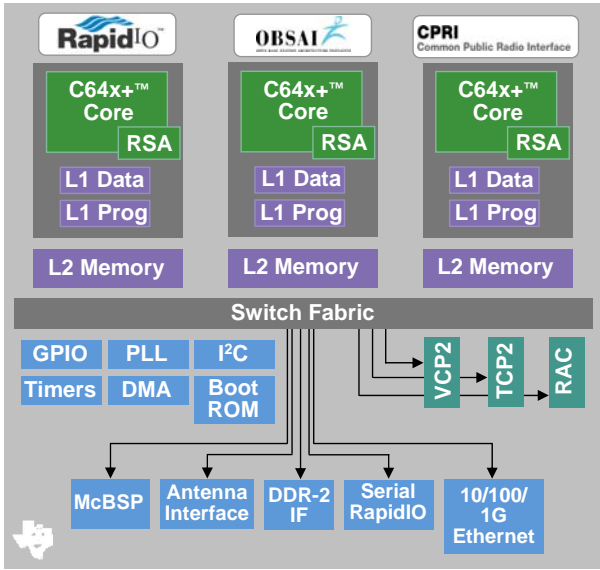 RapidIO™
OBSAI
CPRI
Common Public Radio Interface
C64x+™
Core
RSA
L1 Data
L1 Prog
L2 Memory
C64x+™
Core
RSA
L1 Data
L1 Prog
L2 Memory
C64x+™
Core
RSA
L1 Data
L1 Prog
L2 Memory
Switch Fabric
GPIO
PLL
I²C
Timers
DMA
Boot
ROM
VCP2
TCP2
RAC
McBSP
Antenna
Interface
DDR-2
IF
Serial
RapidIO
10/100/
1G
Ethernet